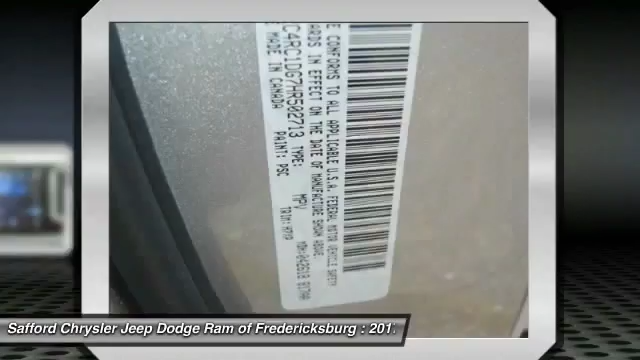 E CONFORMS TO ALL APPLICABLE U.S.A. FEDERAL MOTOR VEHICLE SAFETY
ARDS IN EFFECT ON THE DATE OF MANUFACTURE SHOWN ABOVE.
C4RC1DG7HR502713 TYPE: MPV
MADE IN CANADA PAINT: PSC
Safford Chrysler Jeep Dodge Ram of Fredericksburg : 201